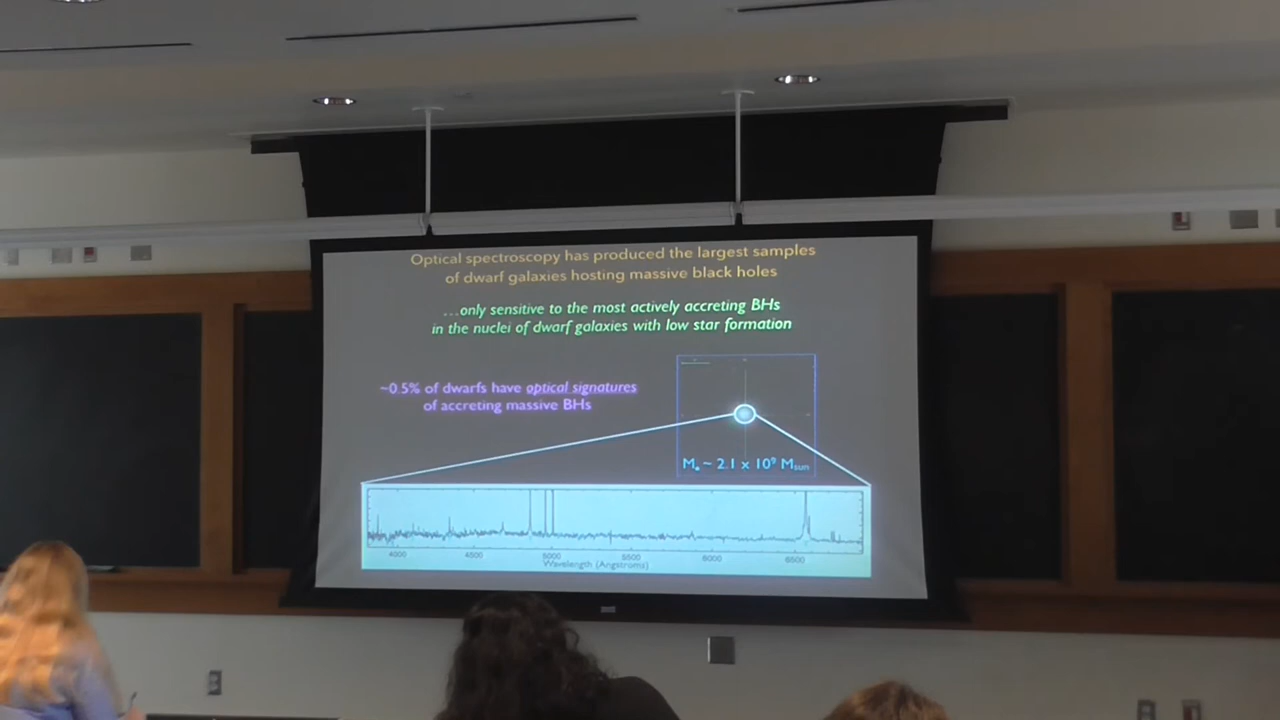 Optical spectroscopy has produced the largest samples
of dwarf galaxies hosting massive black holes
...only sensitive to the most actively accreting BHs
in the nuclei of dwarf galaxies with low star formation
~0.5% of dwarfs have optical signatures
of accreting massive BHs
M⋆ ~ 2.1 x 10⁹ Msun
4000 4500 5000 5500 6000 6500
Wavelength (Angstroms)